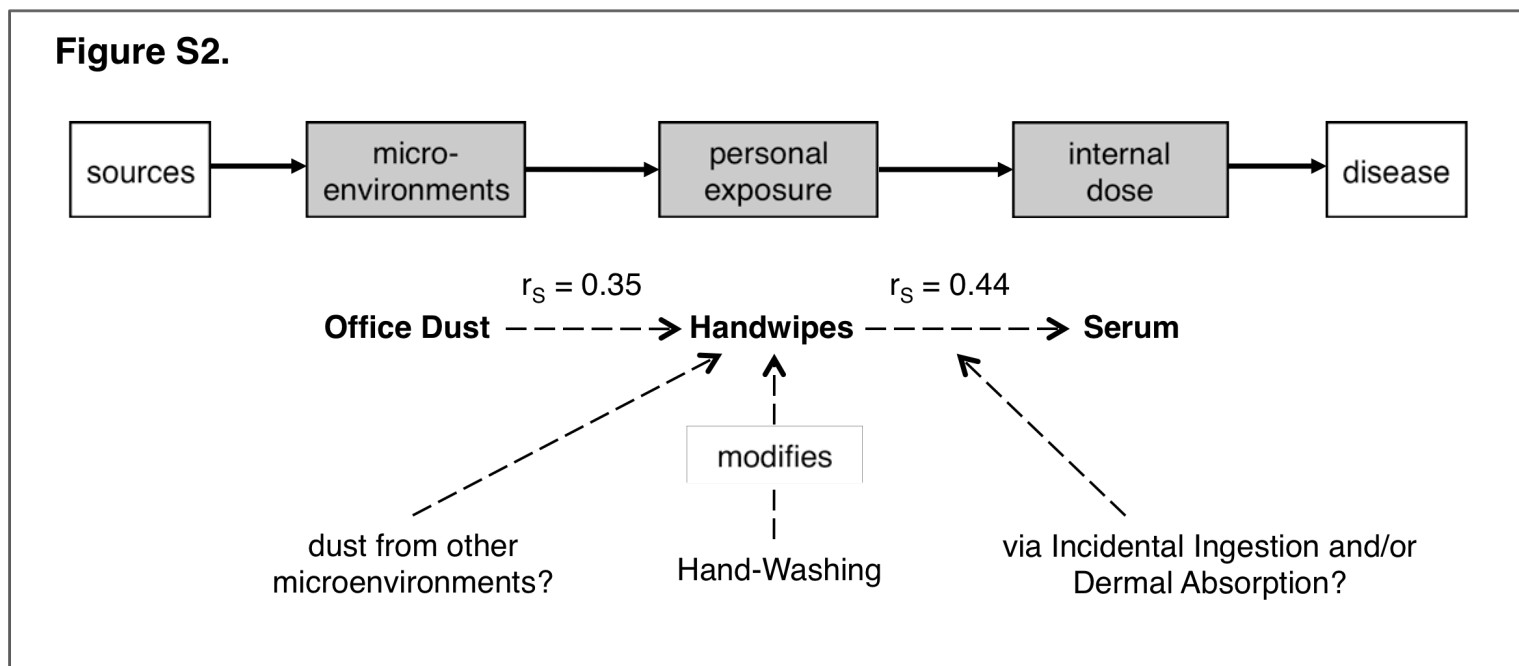 Figure S2.
sources
micro-
environments
personal
exposure
internal
dose
disease
rS = 0.35
rS = 0.44
Office Dust
Handwipes
Serum
modifies
dust from other
microenvironments?
Hand-Washing
via Incidental Ingestion and/or
Dermal Absorption?